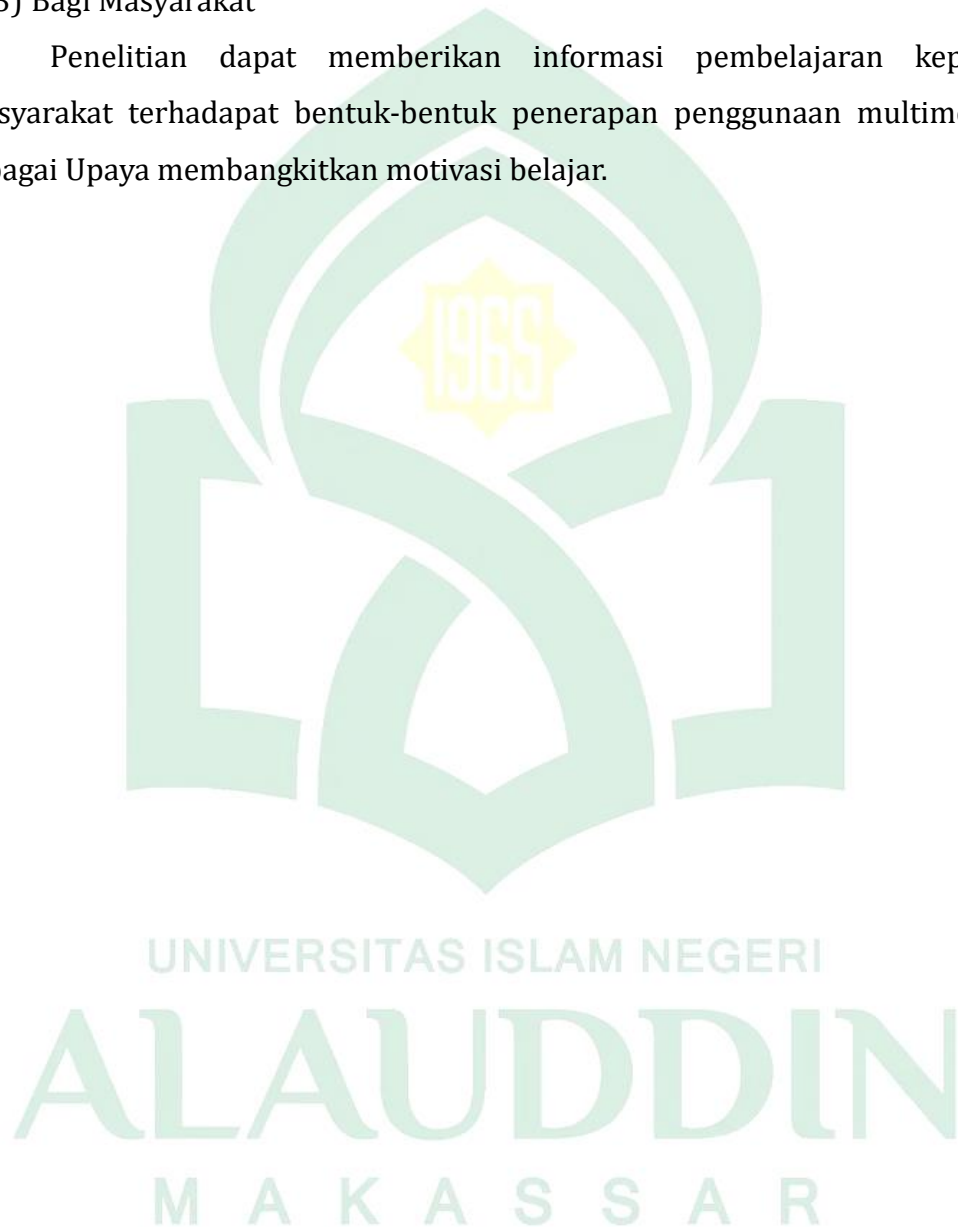 3) Bagi Masyarakat
Penelitian dapat memberikan informasi pembelajaran kep
syarakat terhadapat bentuk-bentuk penerapan penggunaan multime
agai Upaya membangkitkan motivasi belajar.
1965
UNIVERSITAS ISLAM NEGERI
ALAUDDIN
MAKASSAR